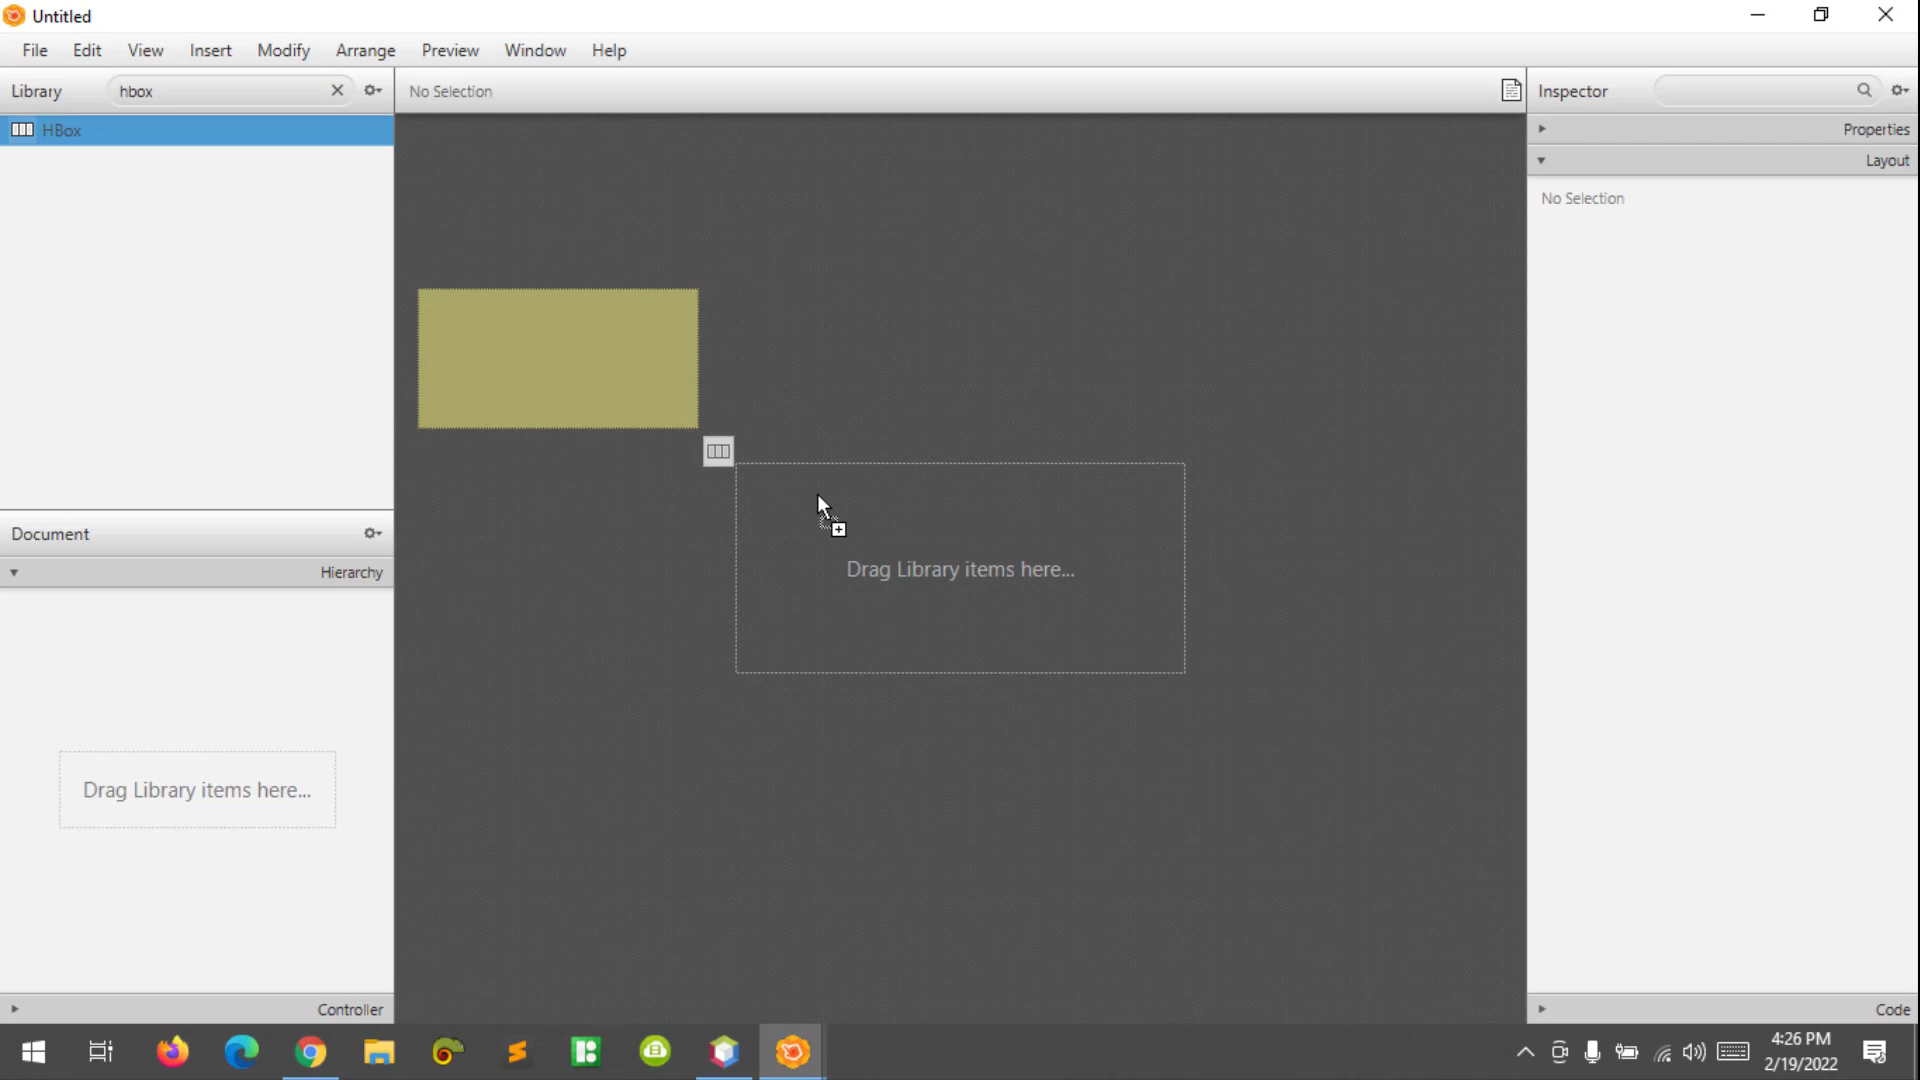 Untitled
File Edit View Insert Modify Arrange Preview Window Help
Library hbox No Selection Inspector
HBox
Properties
Layout
No Selection
Drag Library items here...
Document
Hierarchy
Drag Library items here...
Controller
Code
4:26 PM
2/19/2022